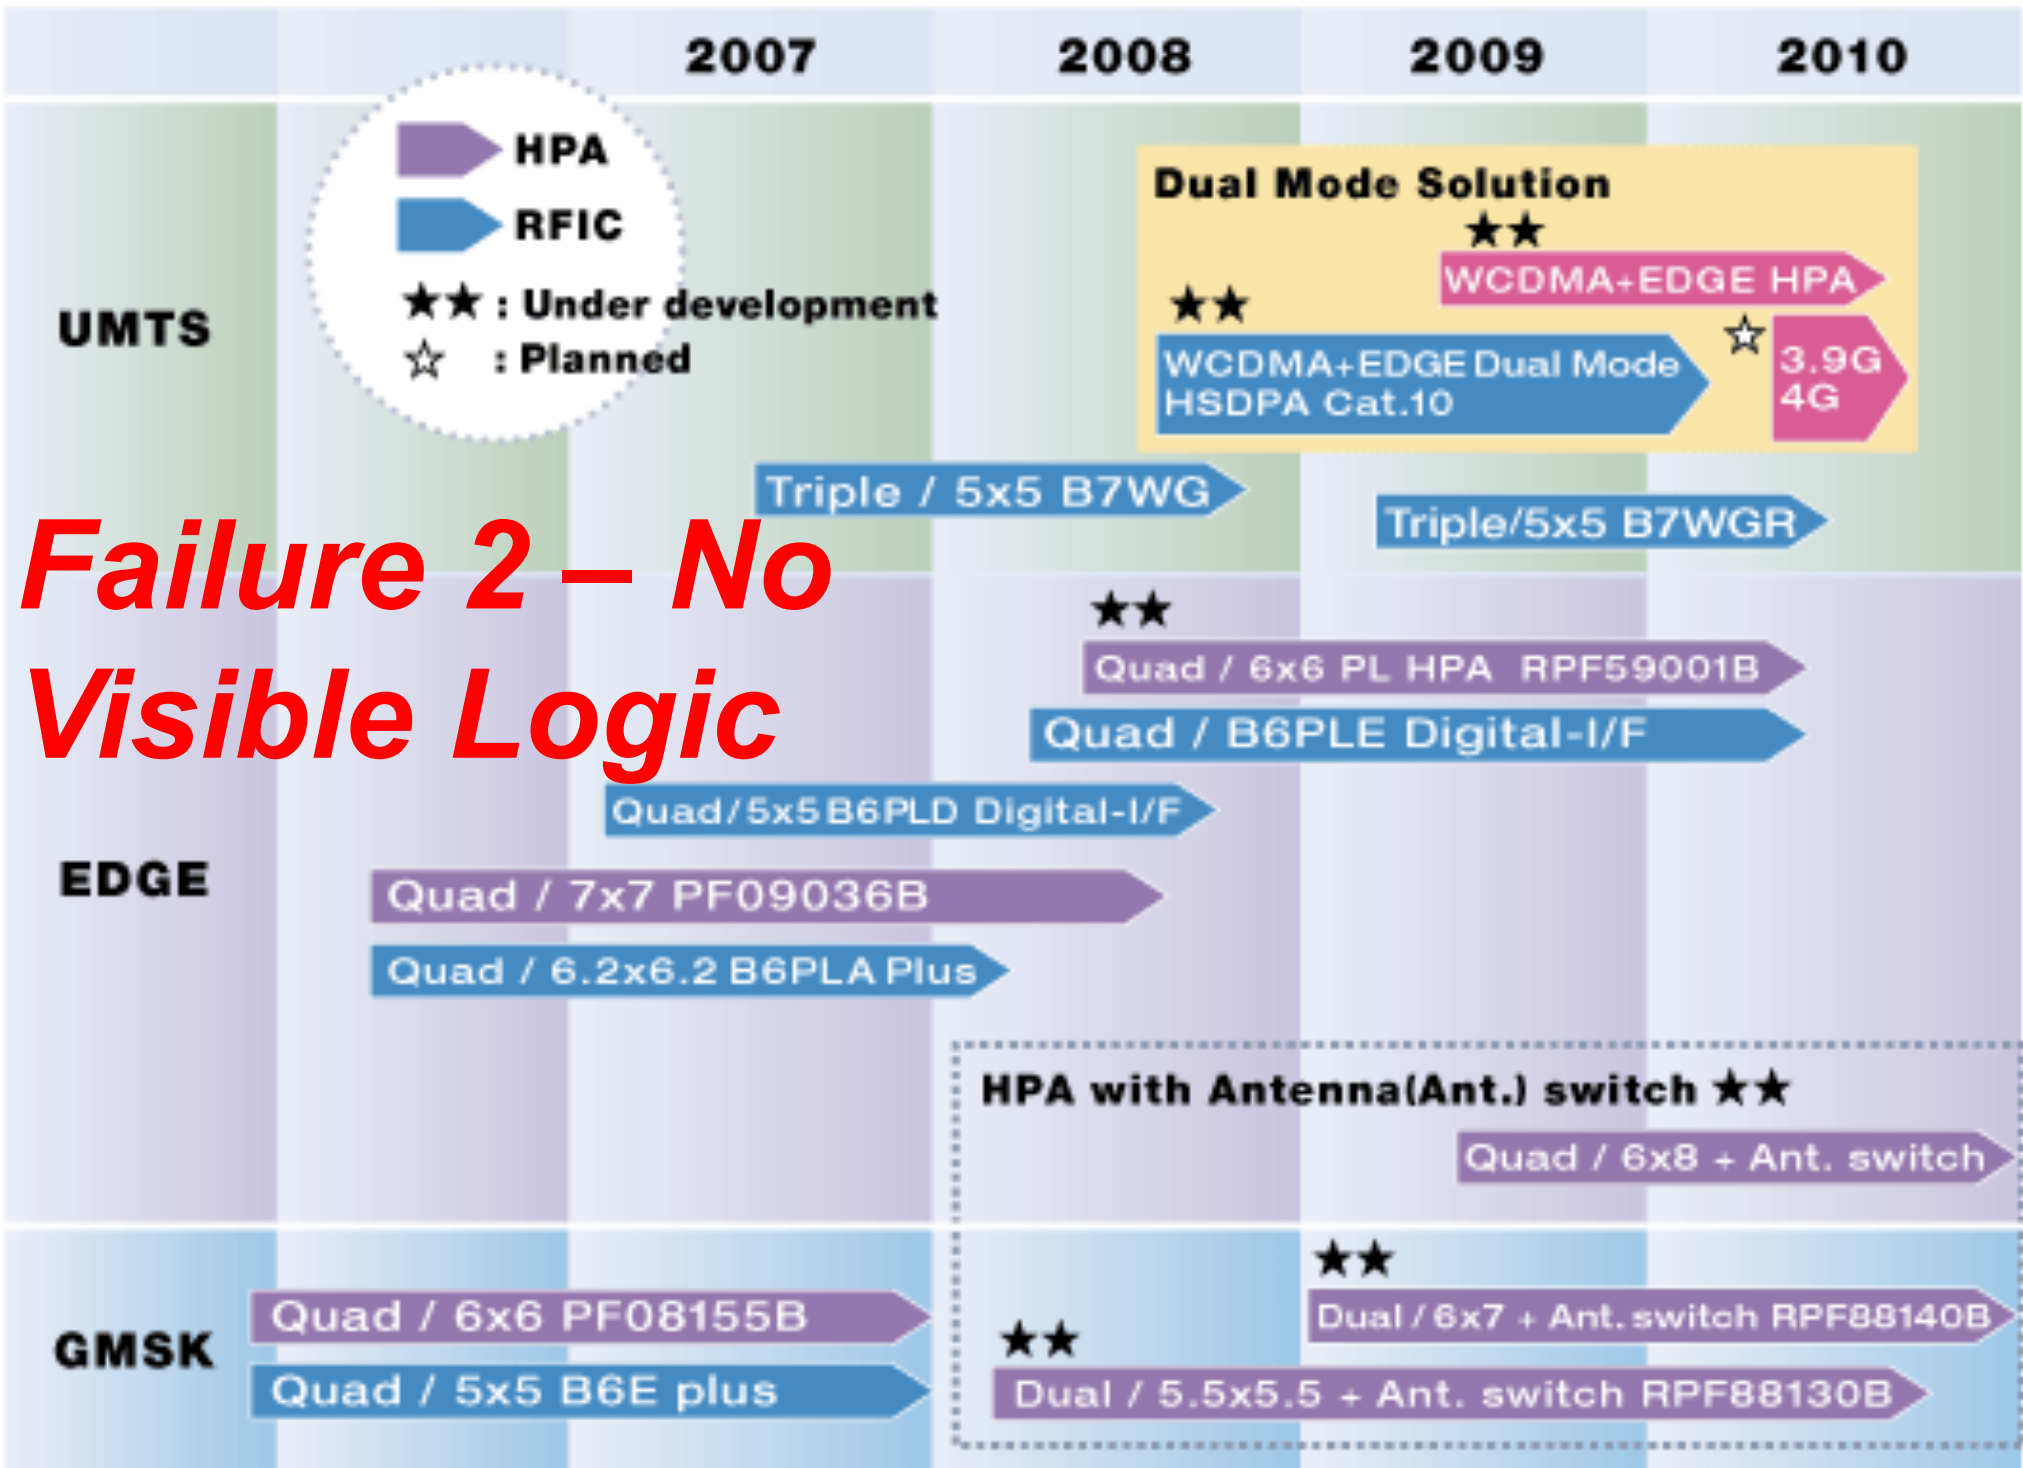 2007 2008 2009 2010
HPA
RFIC
★★ : Under development
☆ : Planned
Dual Mode Solution
★★
WCDMA+EDGE HPA
★★
WCDMA+EDGE Dual Mode
HSDPA Cat.10
☆
3.9G
4G
UMTS
Triple / 5x5 B7WG
Triple/5x5 B7WGR
Failure 2 – No
Visible Logic
★★
Quad / 6x6 PL HPA RPF59001B
Quad / B6PLE Digital-I/F
Quad/5x5 B6PLD Digital-I/F
EDGE
Quad / 7x7 PF09036B
Quad / 6.2x6.2 B6PLA Plus
HPA with Antenna(Ant.) switch ★★
Quad / 6x8 + Ant. switch
★★
Dual / 6x7 + Ant. switch RPF88140B
GMSK
Quad / 6x6 PF08155B
Quad / 5x5 B6E plus
★★
Dual / 5.5x5.5 + Ant. switch RPF88130B